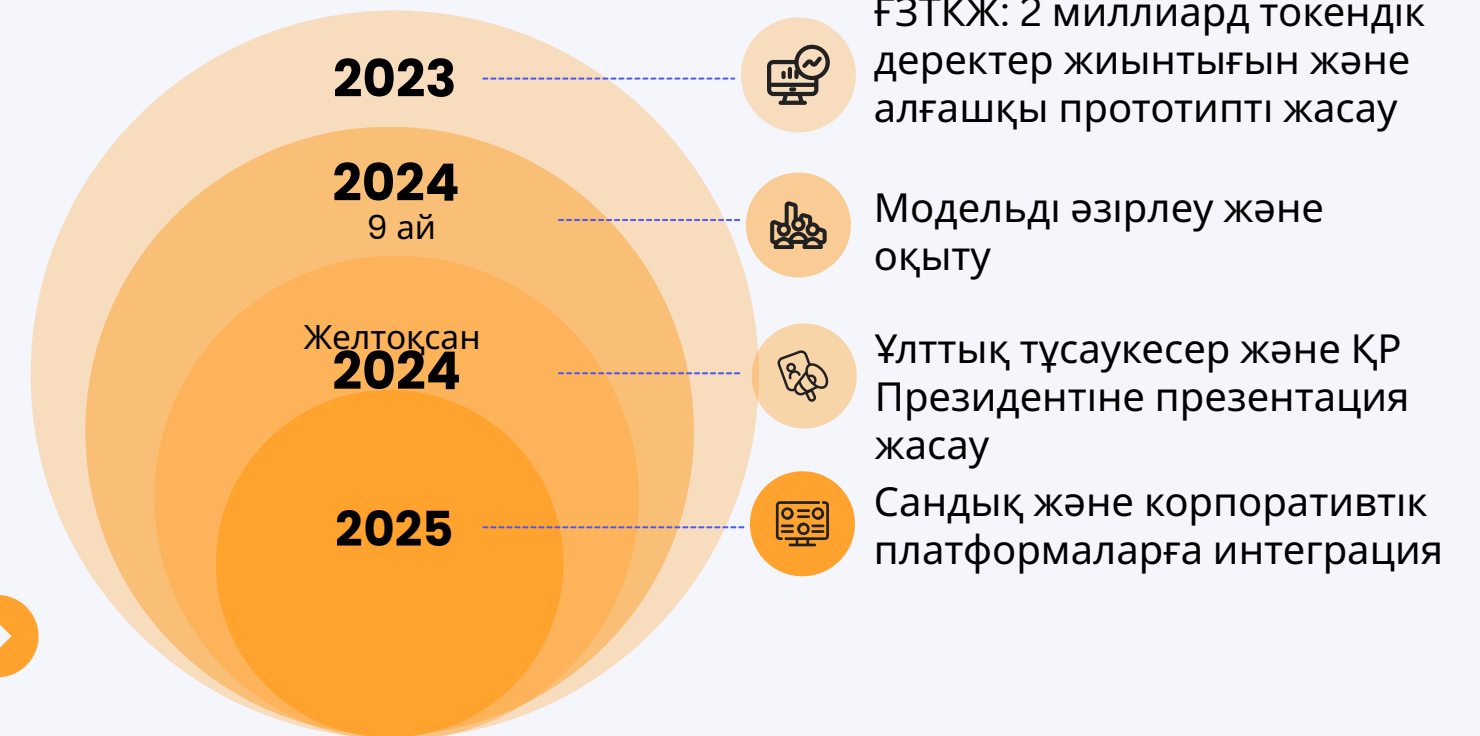 2023
ҒЗТКЖ: 2 миллиард токендік
деректер жиынтығын және
алғашқы прототипті жасау
2024
9 ай
Модельді әзірлеу және
оқыту
Желтоқсан
2024
Ұлттық тұсаукесер және ҚР
Президентіне презентация
жасау
2025
Сандық және корпоративтік
платформаларға интеграция